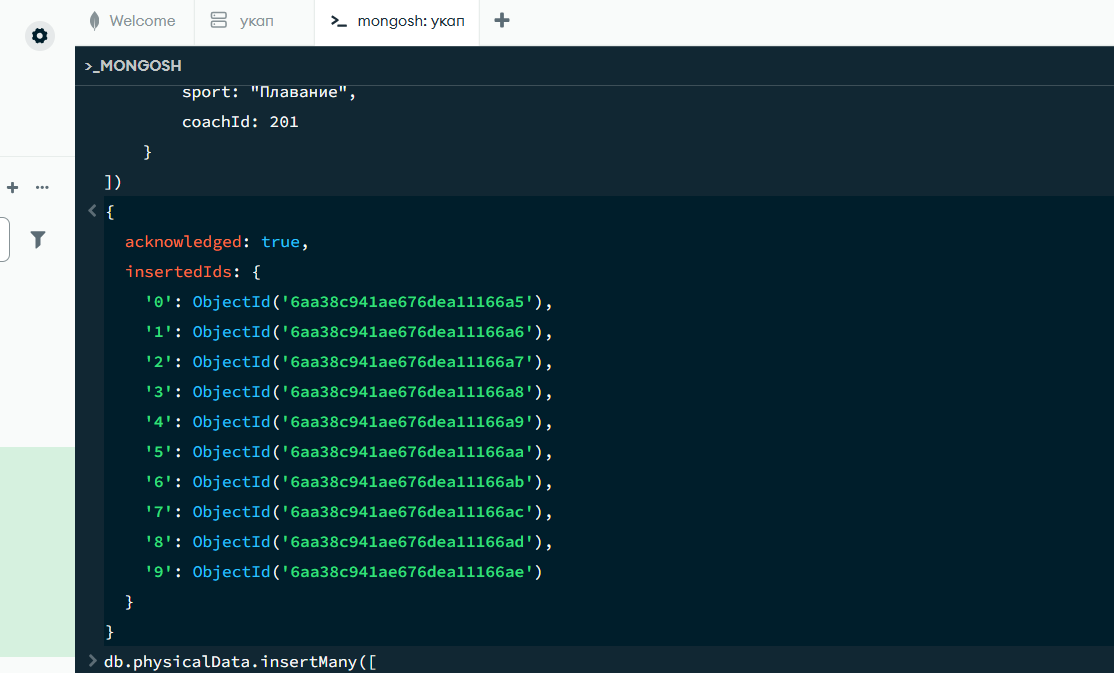 Welcome
укап
mongosh: укап
>_MONGOSH
sport: "Плавание",
coachId: 201
}
])
{
acknowledged: true,
insertedIds: {
'0': ObjectId('6aa38c941ae676dea11166a5'),
'1': ObjectId('6aa38c941ae676dea11166a6'),
'2': ObjectId('6aa38c941ae676dea11166a7'),
'3': ObjectId('6aa38c941ae676dea11166a8'),
'4': ObjectId('6aa38c941ae676dea11166a9'),
'5': ObjectId('6aa38c941ae676dea11166aa'),
'6': ObjectId('6aa38c941ae676dea11166ab'),
'7': ObjectId('6aa38c941ae676dea11166ac'),
'8': ObjectId('6aa38c941ae676dea11166ad'),
'9': ObjectId('6aa38c941ae676dea11166ae')
}
}
db.physicalData.insertMany([